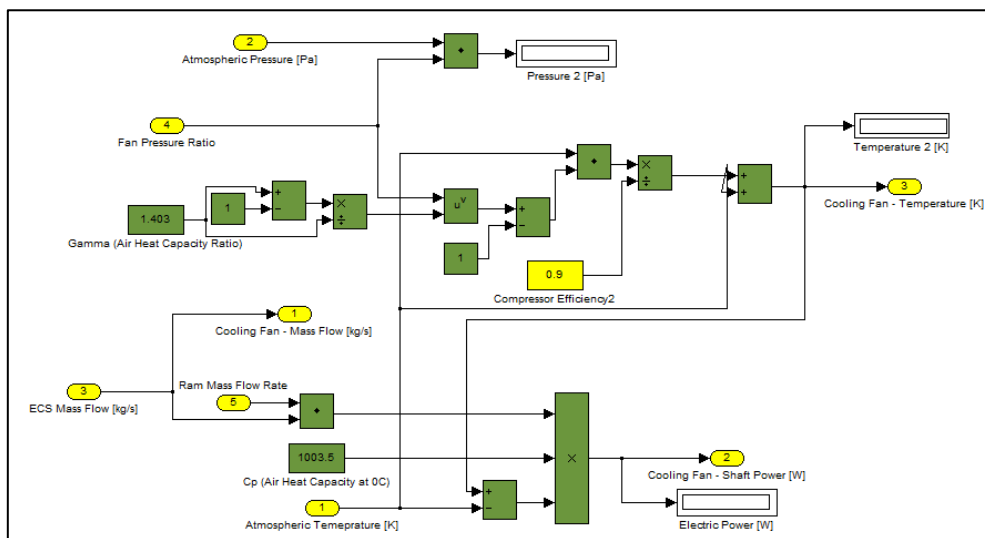 2
Atmospheric Pressure [Pa]
Pressure 2 [Pa]
4
Fan Pressure Ratio
Temperature 2 [K]
+
−
×
÷
×
÷
+
+
3
Cooling Fan - Temperature [K]
1
1.403
Gamma (Air Heat Capacity Ratio)
×
÷
u^v
+
−
1
0.9
Compressor Efficiency2
1
Cooling Fan - Mass Flow [kg/s]
3
ECS Mass Flow [kg/s]
Ram Mass Flow Rate
5
1003.5
Cp (Air Heat Capacity at 0C)
×
2
Cooling Fan - Shaft Power [W]
+
−
1
Atmospheric Temeprature [K]
Electric Power [W]